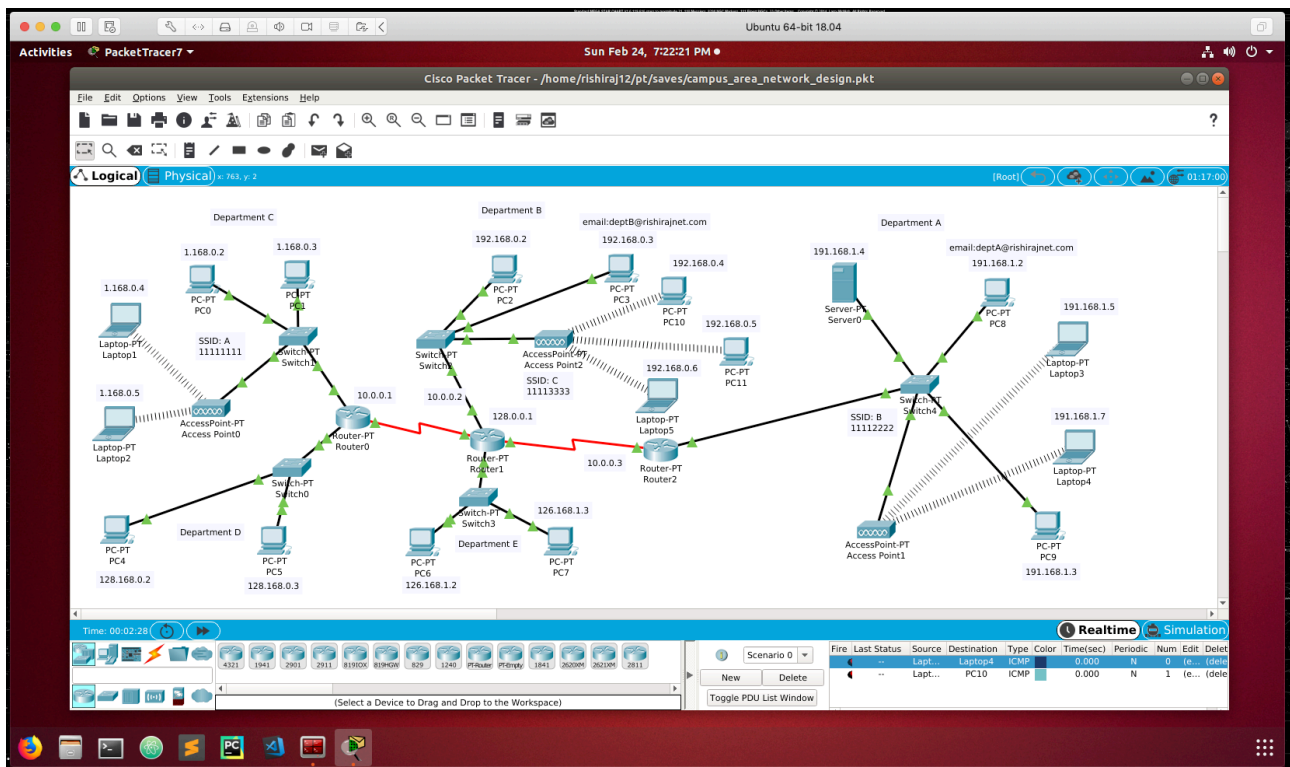 Ubuntu 64-bit 18.04
Activities
PacketTracer7
Sun Feb 24, 7:22:21 PM
Cisco Packet Tracer - /home/rishiraj12/pt/saves/campus_area_network_design.pkt
File Edit Options View Tools Extensions Help
?
Logical
Physical
x: 763, y: 2
[Root]
01:17:00
Department C
1.168.0.2
1.168.0.3
PC-PT
PC0
PC-PT
PC1
1.168.0.4
Laptop-PT
Laptop1
SSID: A
11111111
Switch-PT
Switch1
1.168.0.5
Laptop-PT
Laptop2
AccessPoint-PT
Access Point0
10.0.0.1
Router-PT
Router0
Switch-PT
Switch0
Department D
PC-PT
PC4
128.168.0.2
PC-PT
PC5
128.168.0.3
Department B
email:deptB@rishirajnet.com
192.168.0.2
192.168.0.3
PC-PT
PC2
PC-PT
PC3
192.168.0.4
PC-PT
PC10
192.168.0.5
PC-PT
PC11
Switch-PT
AccessPoint-PT
Access Point2
SSID: C
11113333
192.168.0.6
Laptop-PT
Laptop5
10.0.0.2
128.0.0.1
Router-PT
Router1
10.0.0.3
Router-PT
Router2
Switch-PT
Switch3
126.168.1.3
Department E
PC-PT
PC6
126.168.1.2
PC-PT
PC7
Department A
email:deptA@rishirajnet.com
191.168.1.4
191.168.1.2
Server-PT
Server0
PC-PT
PC8
191.168.1.5
Laptop-PT
Laptop3
Switch-PT
Switch4
SSID: B
11112222
191.168.1.7
Laptop-PT
Laptop4
AccessPoint-PT
Access Point1
PC-PT
PC9
191.168.1.3
Time: 00:02:28
Realtime
Simulation
4321 1941 2901 2911 819IOX 819HGW 829 1240 PT-Router PT-Empty 1841 2620XM 2621XM 2811
(Select a Device to Drag and Drop to the Workspace)
Scenario 0
New
Delete
Toggle PDU List Window
Fire Last Status Source Destination Type Color Time(sec) Periodic Num Edit Delet
-- Lapt... Laptop4 ICMP 0.000 N 0 (e... (dele
-- Lapt... PC10 ICMP 0.000 N 1 (e... (dele
PC